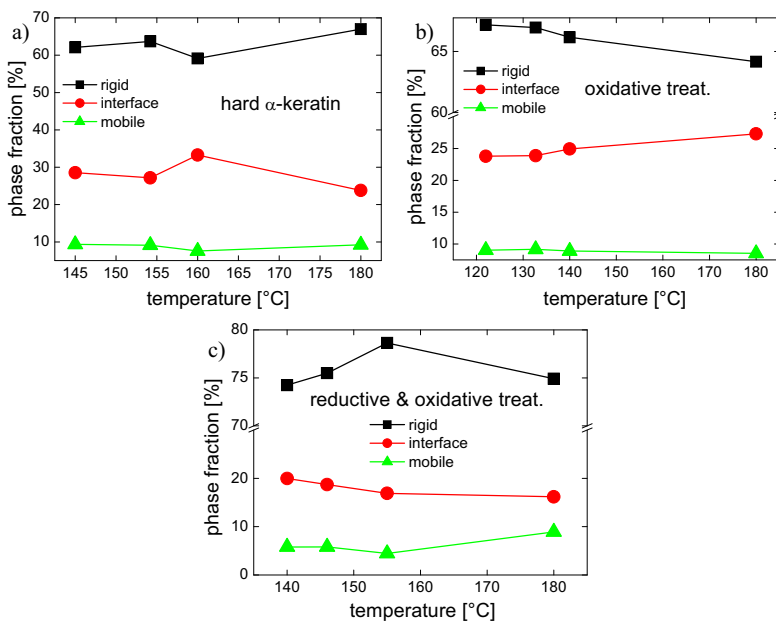 a)
70
60
50
40
30
20
10
phase fraction [%]
rigid
interface
mobile
hard α-keratin
145 150 155 160 165 170 175 180
temperature [°C]
b)
65
60
25
20
15
10
phase fraction [%]
rigid
interface
mobile
oxidative treat.
120 130 140 150 160 170 180
temperature [°C]
c)
80
75
70
20
10
0
phase fraction [%]
reductive & oxidative treat.
rigid
interface
mobile
140 150 160 170 180
temperature [°C]